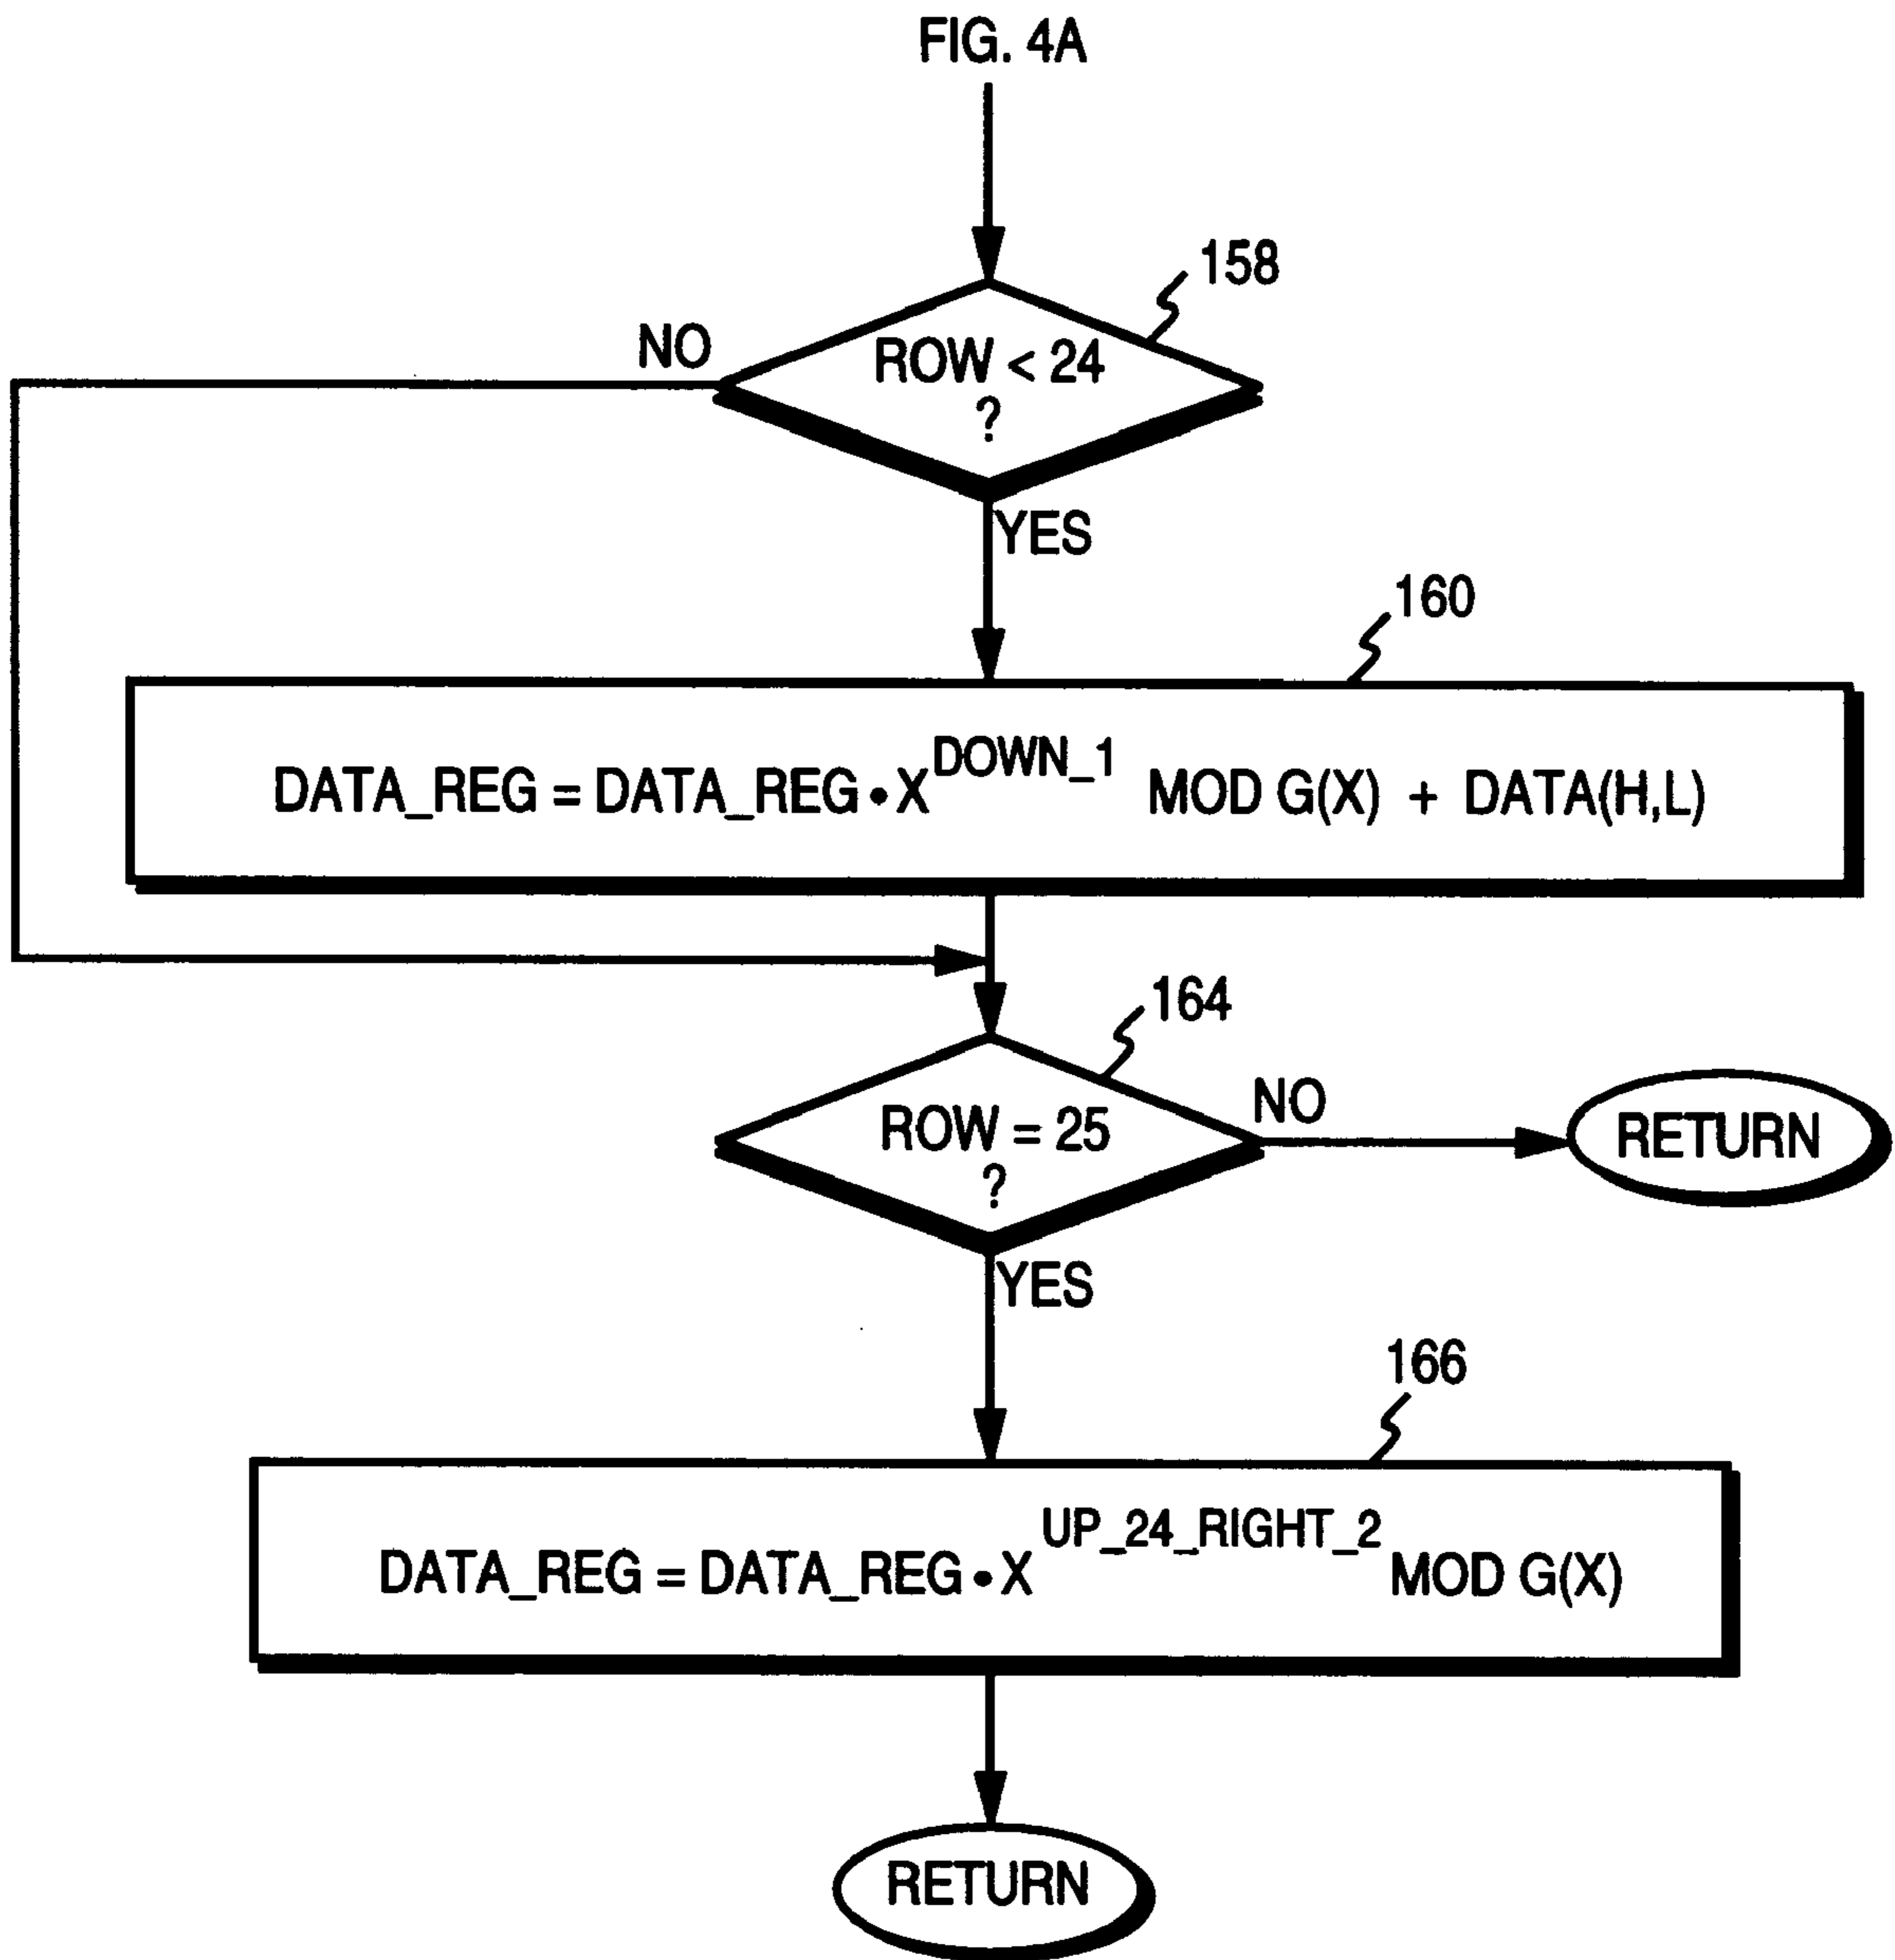 FIG. 4A
158
NO
ROW < 24
?
YES
160
DATA_REG = DATA_REG • X^DOWN_1 MOD G(X) + DATA(H,L)
164
ROW = 25
?
NO
RETURN
YES
166
DATA_REG = DATA_REG • X^UP_24_RIGHT_2 MOD G(X)
RETURN